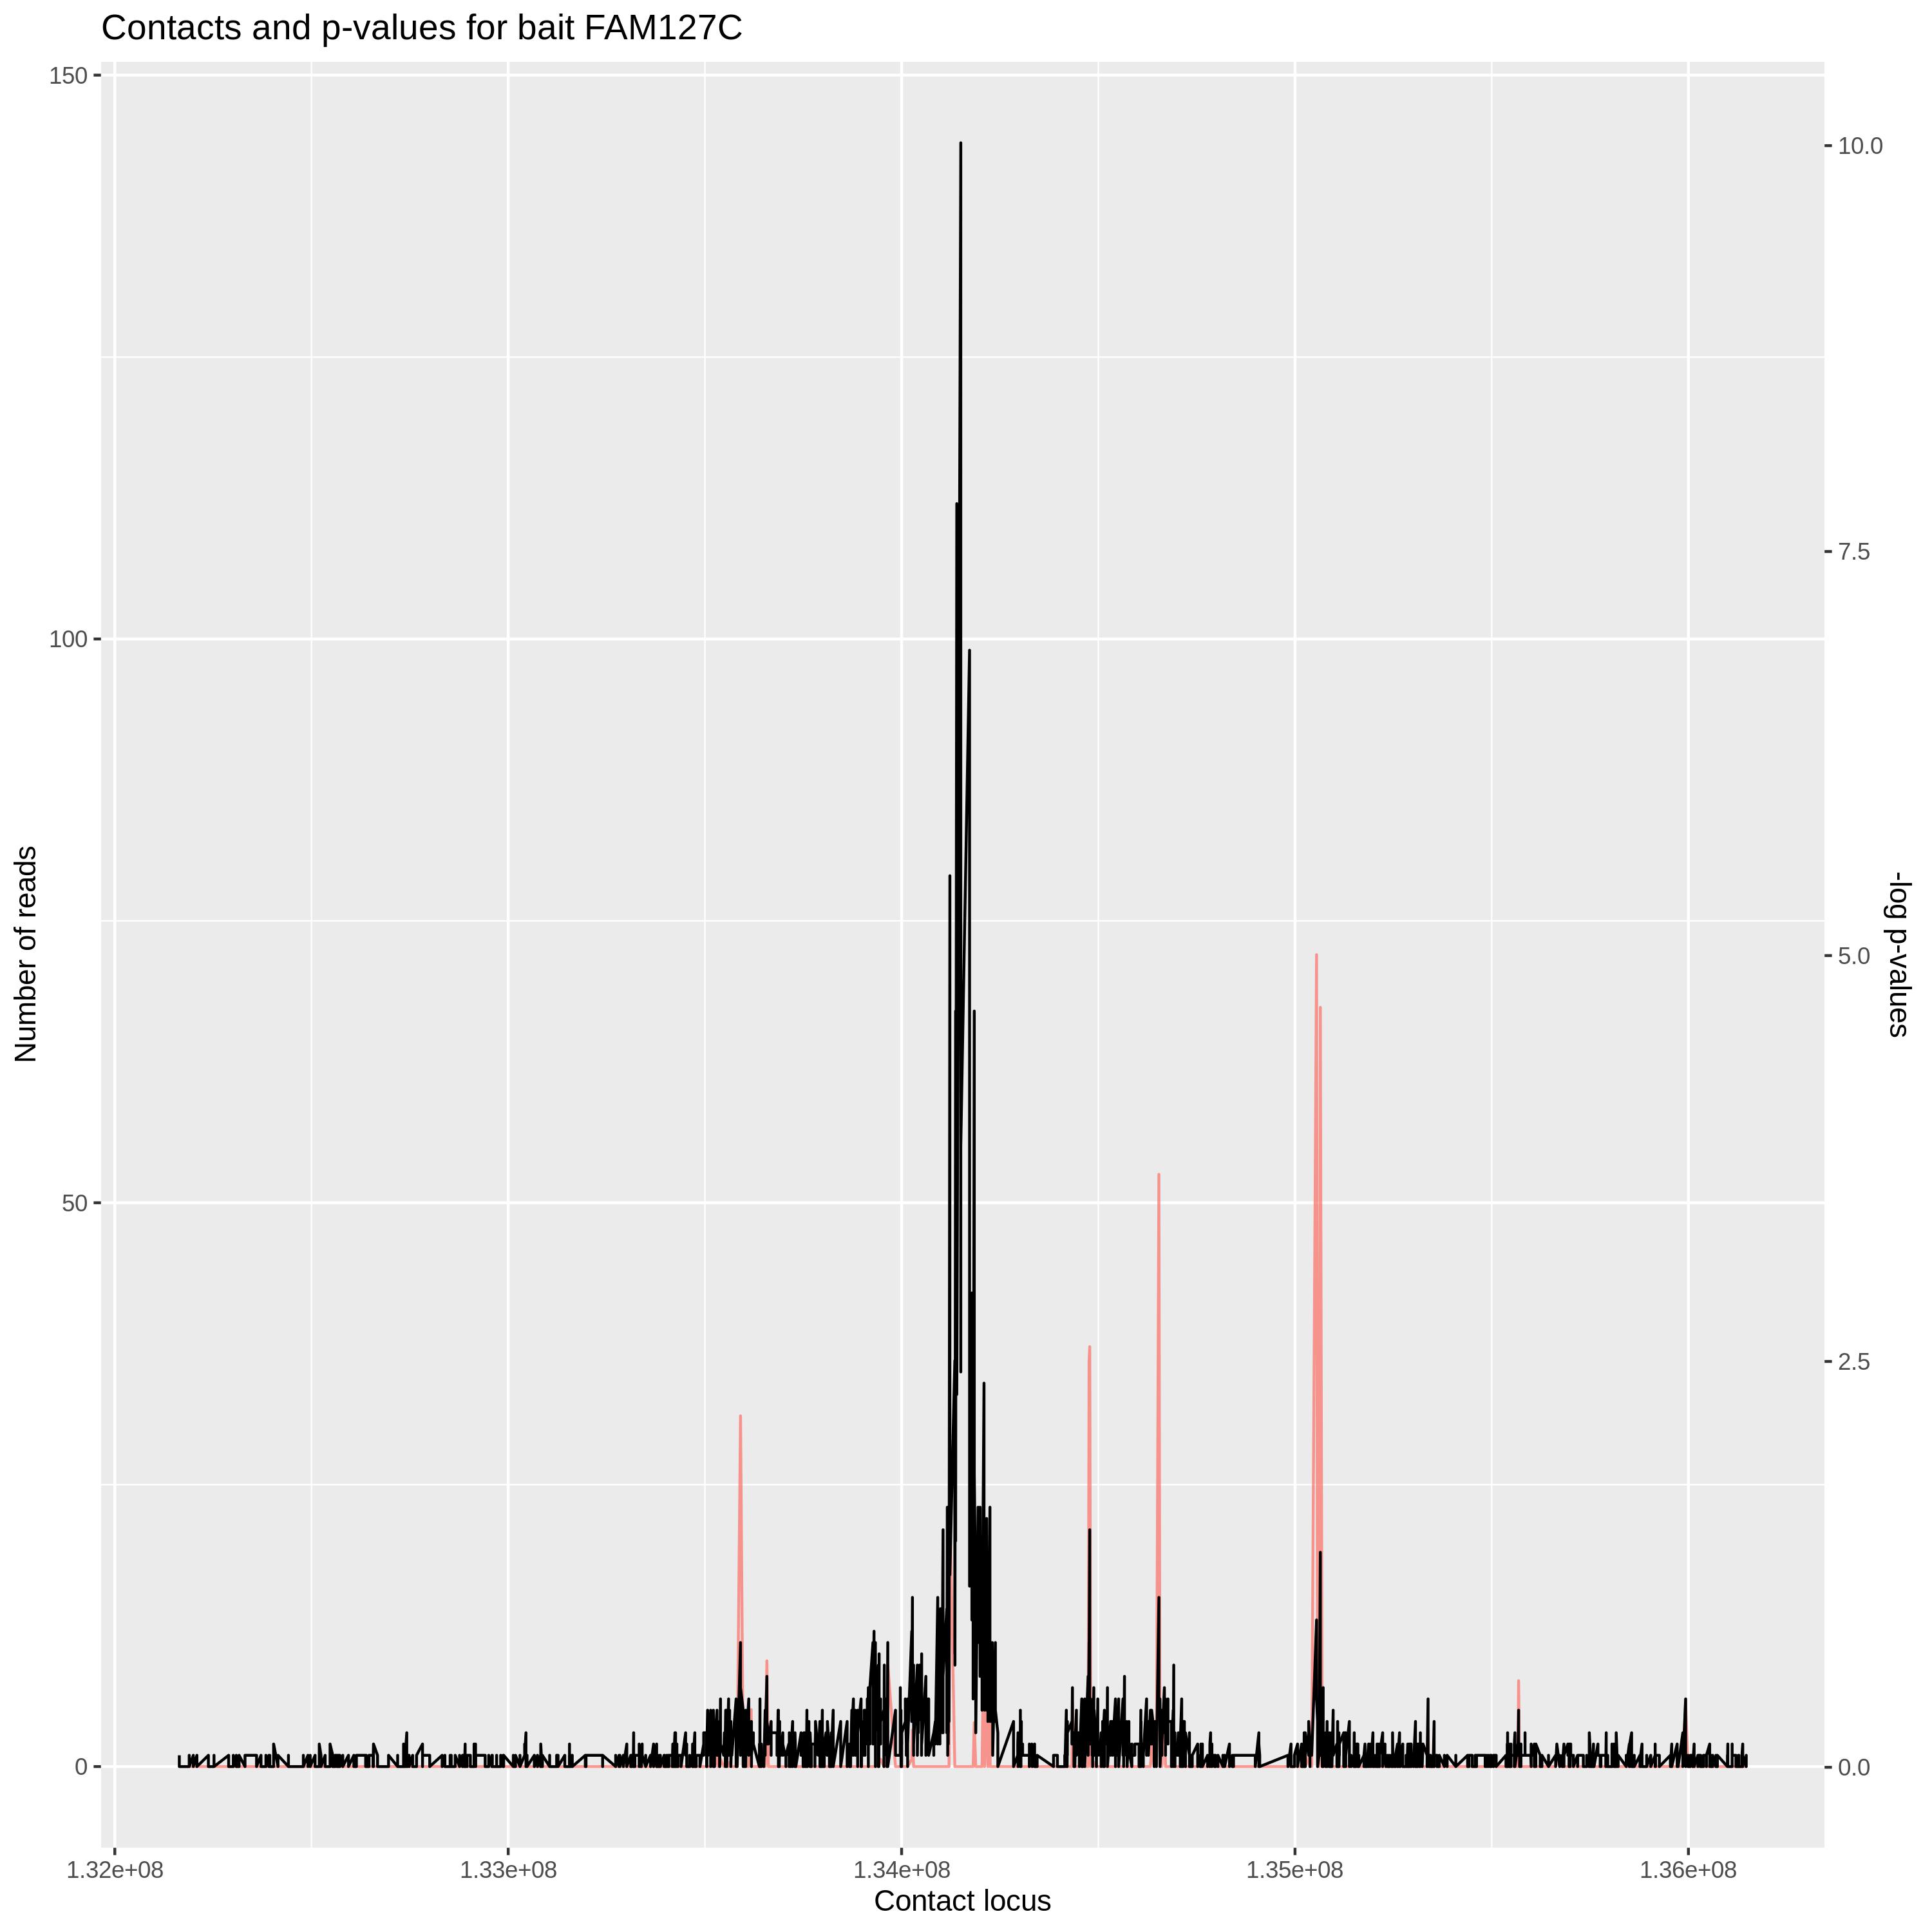 Contacts and p-values for bait FAM127C
150
100
50
0
Number of reads
10.0
7.5
5.0
2.5
0.0
-log p-values
1.32e+08
1.33e+08
1.34e+08
1.35e+08
1.36e+08
Contact locus